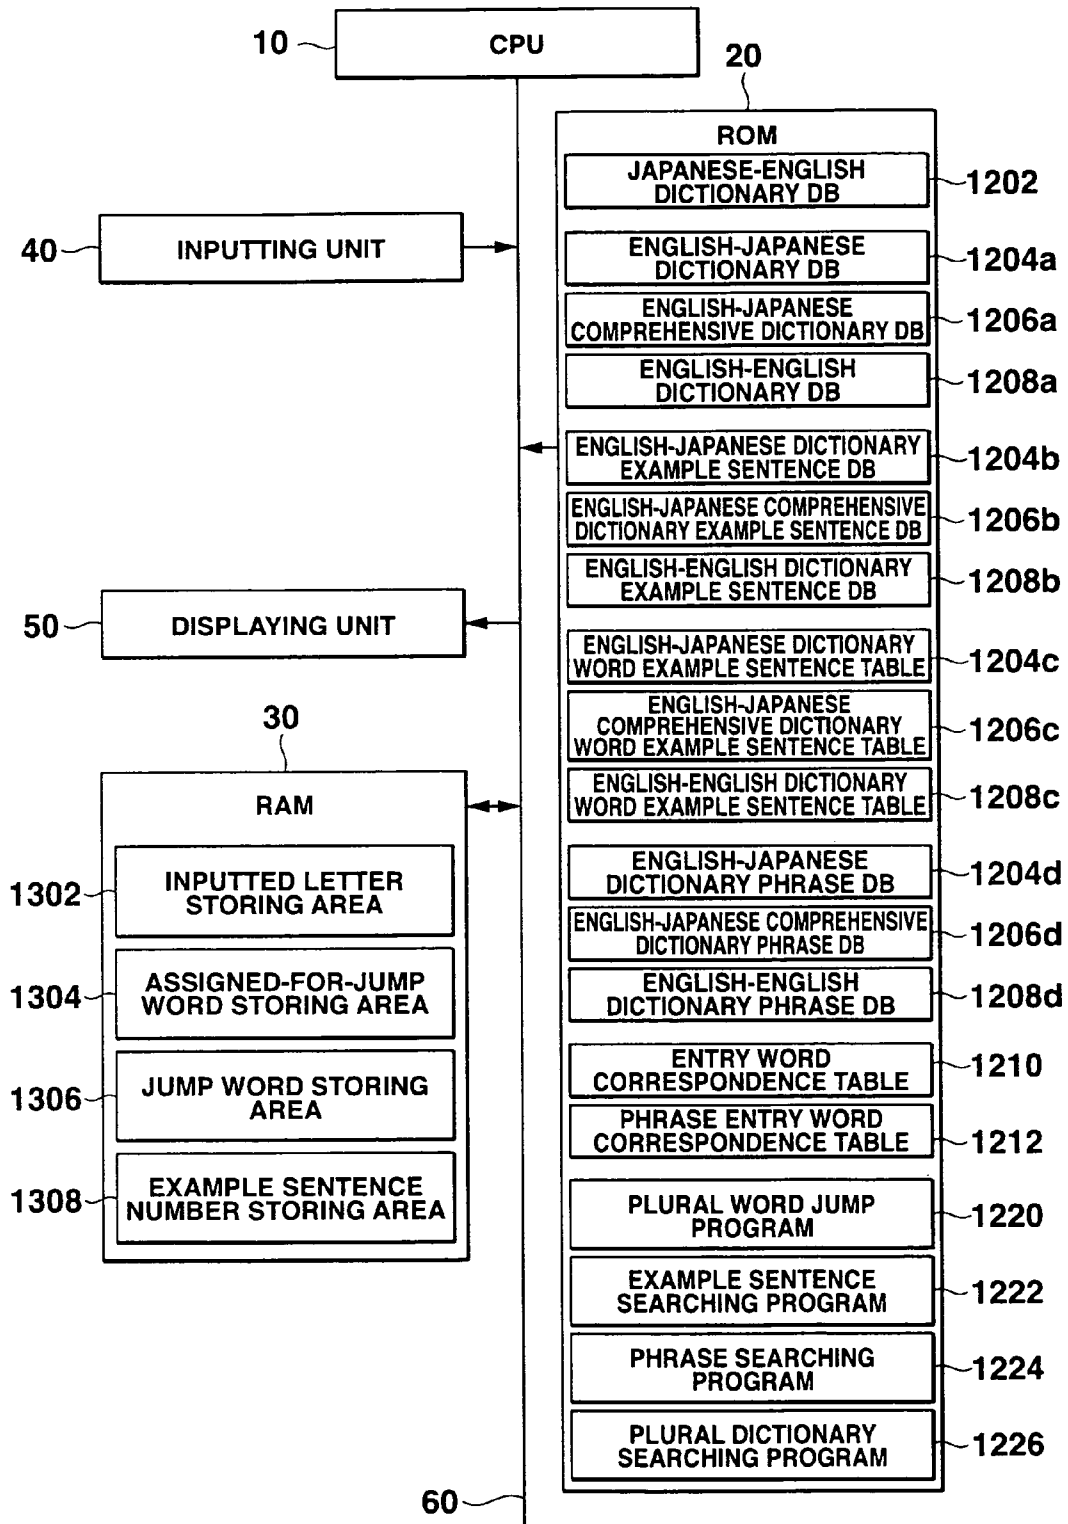 10
CPU
20
ROM
JAPANESE-ENGLISH
DICTIONARY DB
1202
40
INPUTTING UNIT
ENGLISH-JAPANESE
DICTIONARY DB
1204a
ENGLISH-JAPANESE
COMPREHENSIVE DICTIONARY DB
1206a
ENGLISH-ENGLISH
DICTIONARY DB
1208a
ENGLISH-JAPANESE DICTIONARY
EXAMPLE SENTENCE DB
1204b
ENGLISH-JAPANESE COMPREHENSIVE
DICTIONARY EXAMPLE SENTENCE DB
1206b
ENGLISH-ENGLISH DICTIONARY
EXAMPLE SENTENCE DB
1208b
50
DISPLAYING UNIT
ENGLISH-JAPANESE DICTIONARY
WORD EXAMPLE SENTENCE TABLE
1204c
ENGLISH-JAPANESE
COMPREHENSIVE DICTIONARY
WORD EXAMPLE SENTENCE TABLE
1206c
ENGLISH-ENGLISH DICTIONARY
WORD EXAMPLE SENTENCE TABLE
1208c
ENGLISH-JAPANESE
DICTIONARY PHRASE DB
1204d
ENGLISH-JAPANESE COMPREHENSIVE
DICTIONARY PHRASE DB
1206d
ENGLISH-ENGLISH
DICTIONARY PHRASE DB
1208d
ENTRY WORD
CORRESPONDENCE TABLE
1210
PHRASE ENTRY WORD
CORRESPONDENCE TABLE
1212
PLURAL WORD JUMP
PROGRAM
1220
EXAMPLE SENTENCE
SEARCHING PROGRAM
1222
PHRASE SEARCHING
PROGRAM
1224
PLURAL DICTIONARY
SEARCHING PROGRAM
1226
30
RAM
1302
INPUTTED LETTER
STORING AREA
1304
ASSIGNED-FOR-JUMP
WORD STORING AREA
1306
JUMP WORD STORING
AREA
1308
EXAMPLE SENTENCE
NUMBER STORING AREA
60